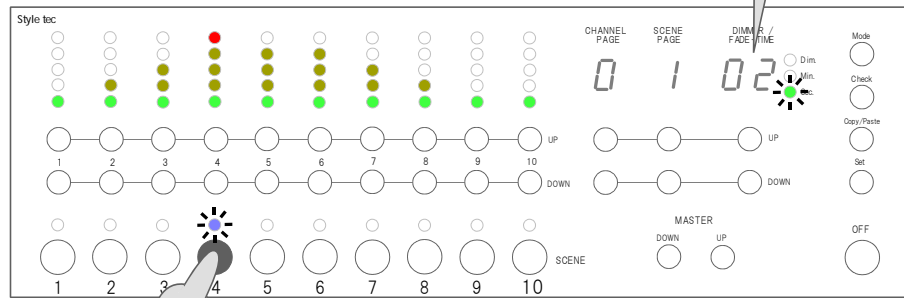 Style tec
CHANNEL PAGE
SCENE PAGE
DIMMER / FADE-TIME
Mode
0 1 02
Dim.
Min.
Sec.
Check
Copy/Paste
UP
UP
1 2 3 4 5 6 7 8 9 10
Set
DOWN
DOWN
MASTER
DOWN UP
OFF
SCENE
1 2 3 4 5 6 7 8 9 10